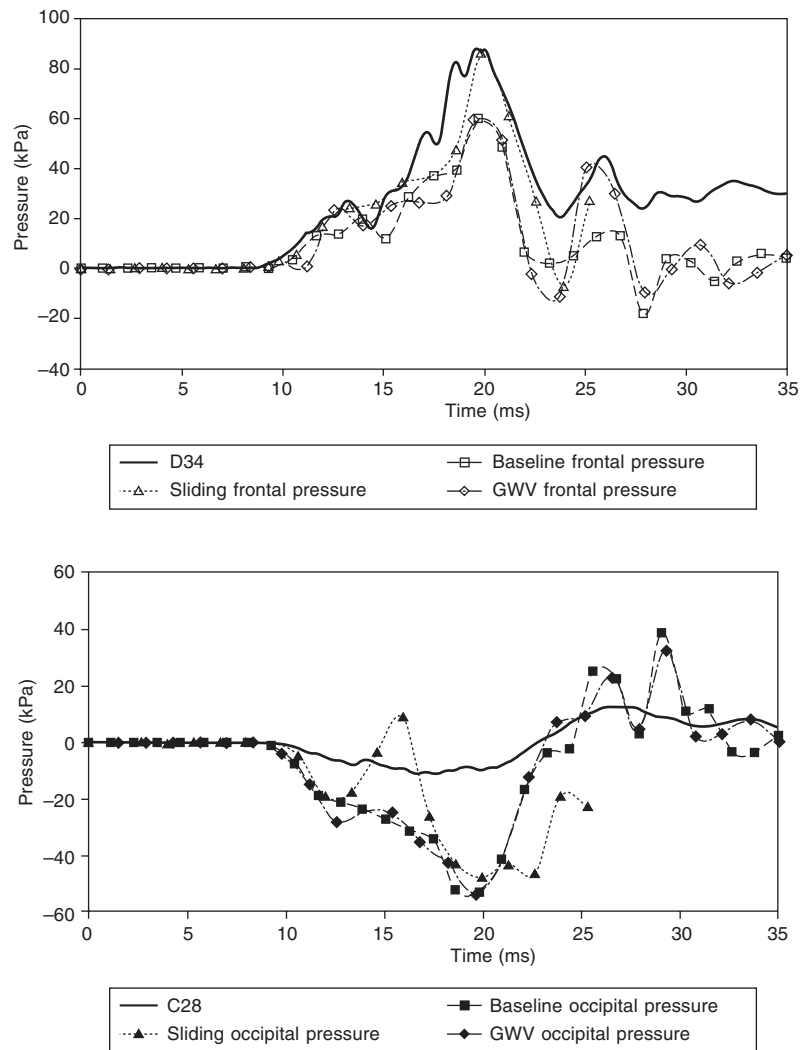 100
80
60
40
20
0
−20
−40
Pressure (kPa)
0 5 10 15 20 25 30 35
Time (ms)
D34 Baseline frontal pressure
Sliding frontal pressure GWV frontal pressure
60
40
20
0
−20
−40
−60
Pressure (kPa)
0 5 10 15 20 25 30 35
Time (ms)
C28 Baseline occipital pressure
Sliding occipital pressure GWV occipital pressure